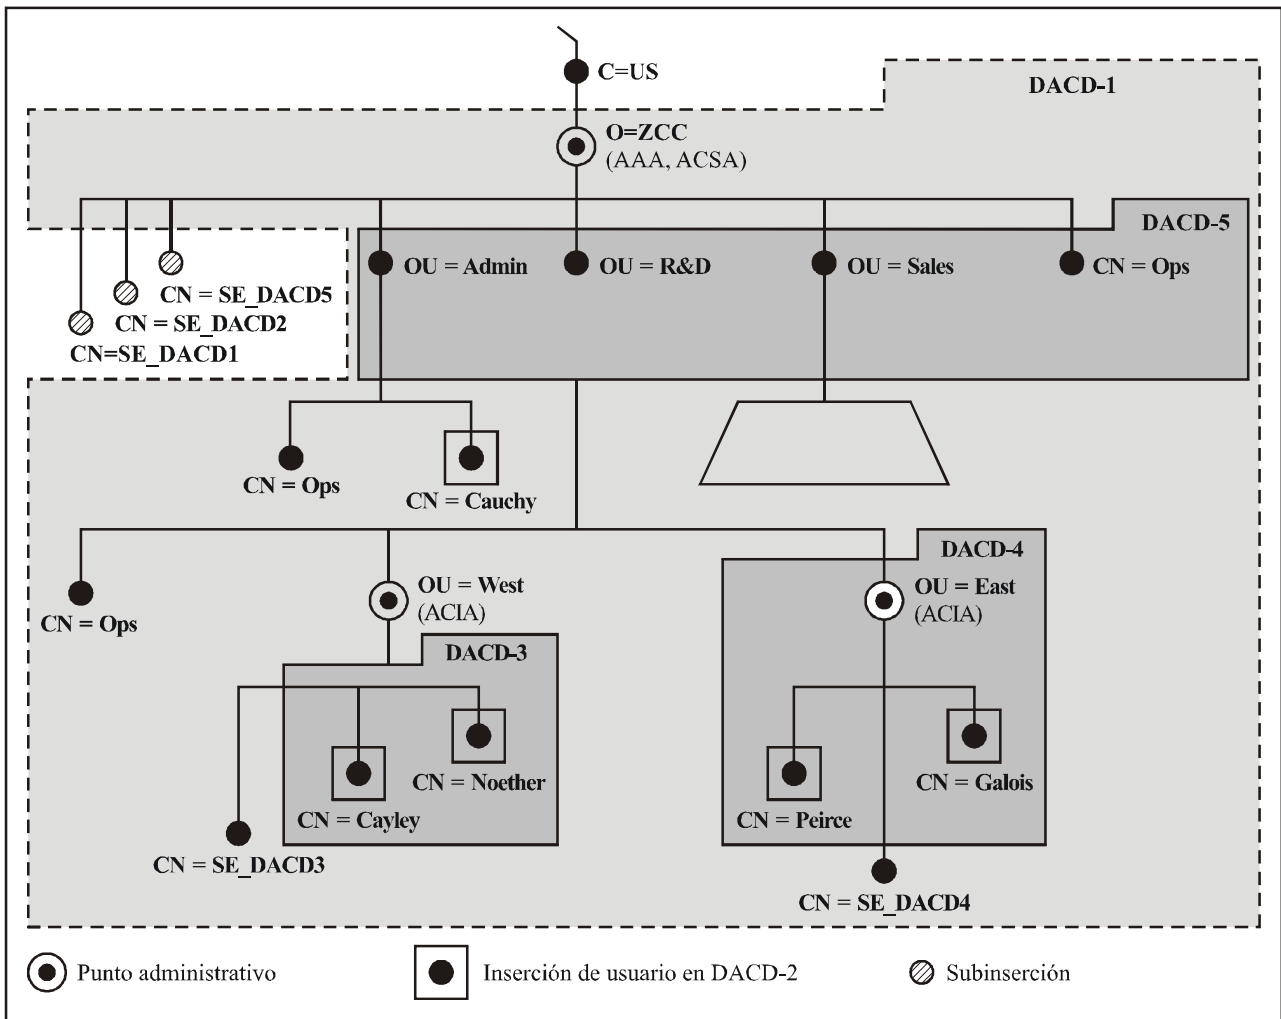 C=US
DACD-1
O=ZCC
(AAA, ACSA)
DACD-5
OU = Admin
OU = R&D
OU = Sales
CN = Ops
CN = SE_DACD5
CN = SE_DACD2
CN=SE_DACD1
CN = Ops
CN = Cauchy
DACD-4
OU = West
(ACIA)
OU = East
(ACIA)
CN = Ops
DACD-3
CN = Noether
CN = Galois
CN = Cayley
CN = Peirce
CN = SE_DACD3
CN = SE_DACD4
Punto administrativo
Inserción de usuario en DACD-2
Subinserción